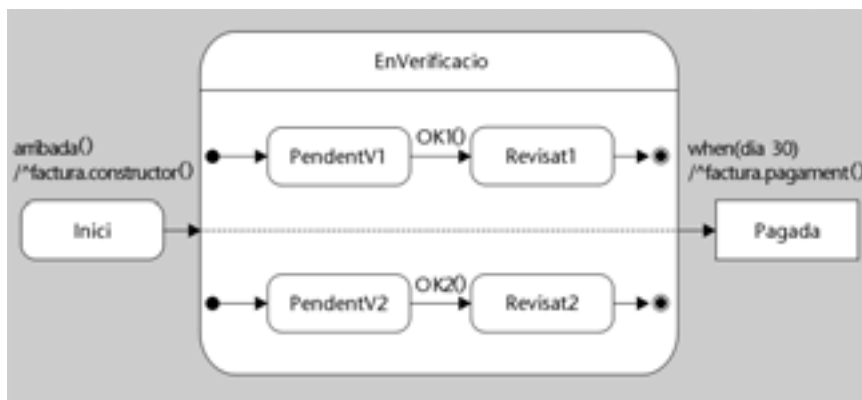 EnVerificacio
arribada()
/^factura.constructor()
OK1()
PendentV1
Revisat1
when(dia 30)
/^factura.pagament()
Inici
Pagada
OK2()
PendentV2
Revisat2